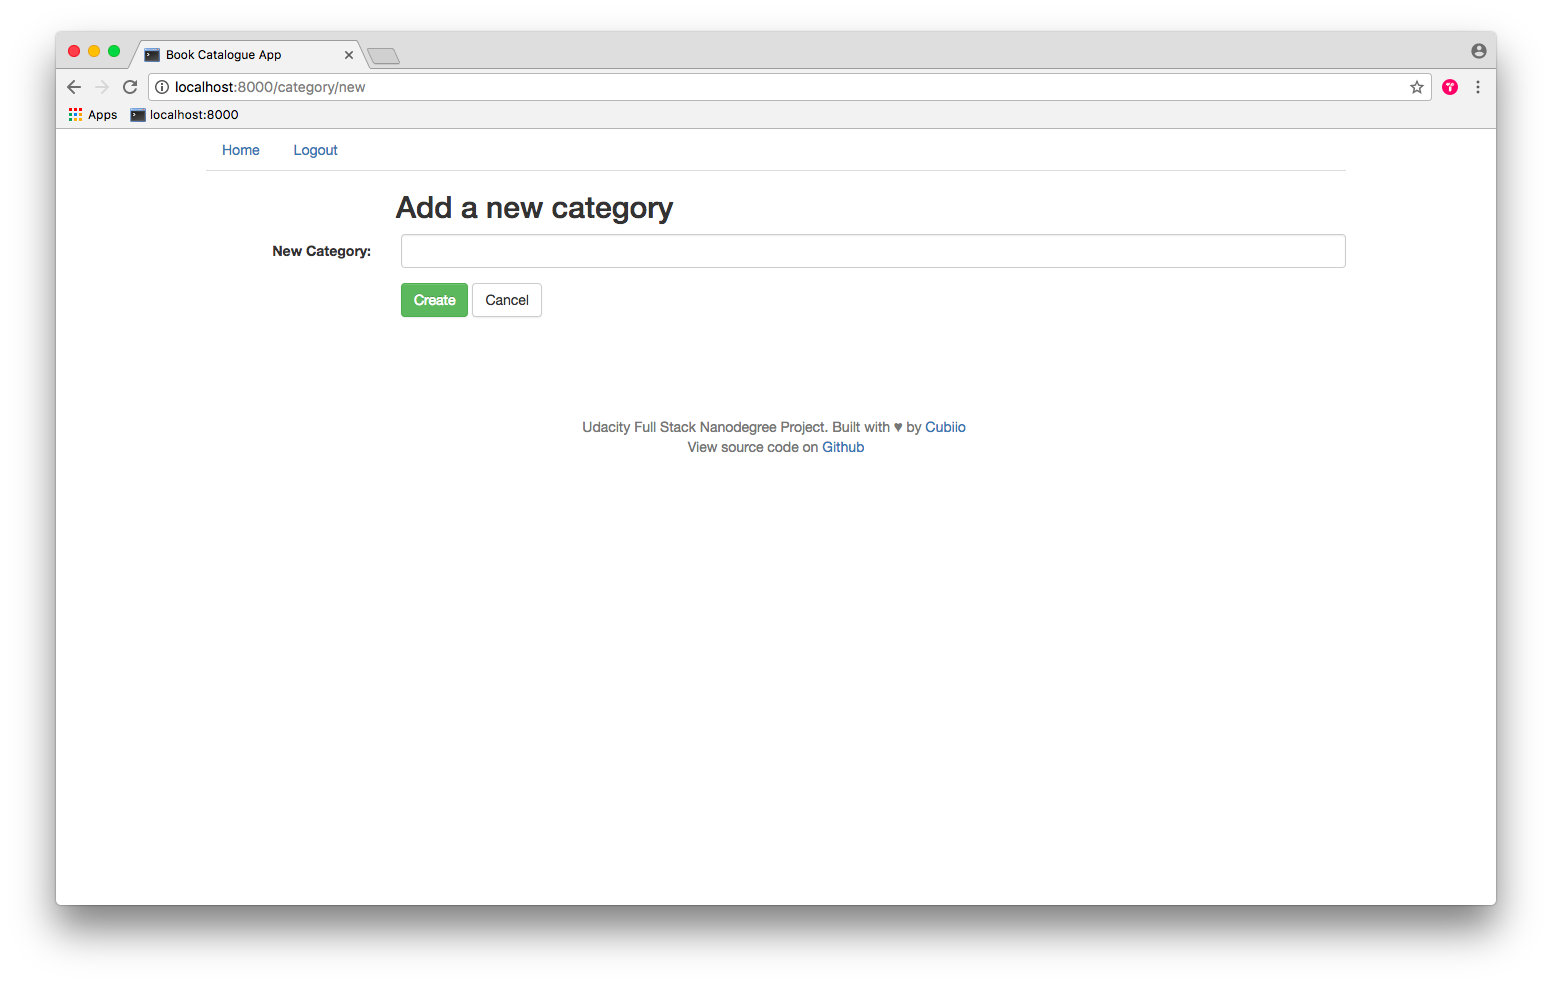 Book Catalogue App
localhost:8000/category/new
Apps localhost:8000
Home Logout
Add a new category
New Category:
Create Cancel
Udacity Full Stack Nanodegree Project. Built with ♥ by Cubiio
View source code on Github